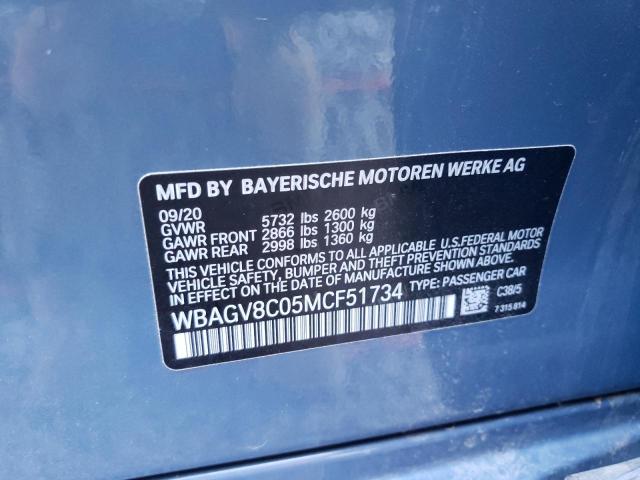 MFD BY BAYERISCHE MOTOREN WERKE AG
09/20
GVWR 5732 lbs 2600 kg
GAWR FRONT 2866 lbs 1300 kg
GAWR REAR 2998 lbs 1360 kg
THIS VEHICLE CONFORMS TO ALL APPLICABLE U.S.FEDERAL MOTOR
VEHICLE SAFETY, BUMPER AND THEFT PREVENTION STANDARDS
IN EFFECT ON THE DATE OF MANUFACTURE SHOWN ABOVE.
WBAGV8C05MCF51734 TYPE: PASSENGER CAR
C38/5
7 315 814